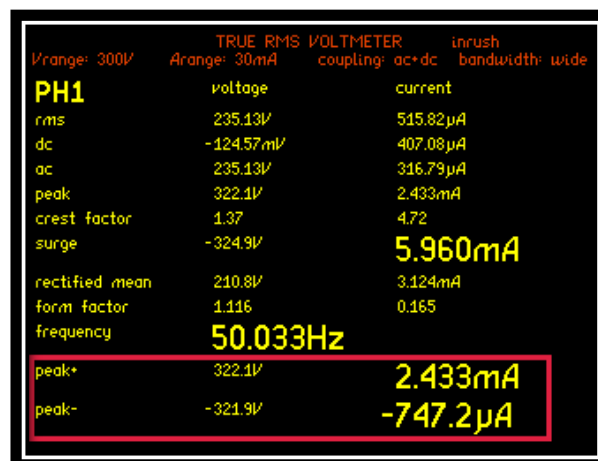 TRUE RMS VOLTMETER inrush
Vrange: 300V Arange: 30mA coupling: ac+dc bandwidth: wide
PH1 voltage current
rms 235.13V 515.82µA
dc -124.57mV 407.08µA
ac 235.13V 316.79µA
peak 322.1V 2.433mA
crest factor 1.37 4.72
surge -324.9V 5.960mA
rectified mean 210.8V 3.124mA
form factor 1.116 0.165
frequency 50.033Hz
peak+ 322.1V 2.433mA
peak- -321.9V -747.2µA